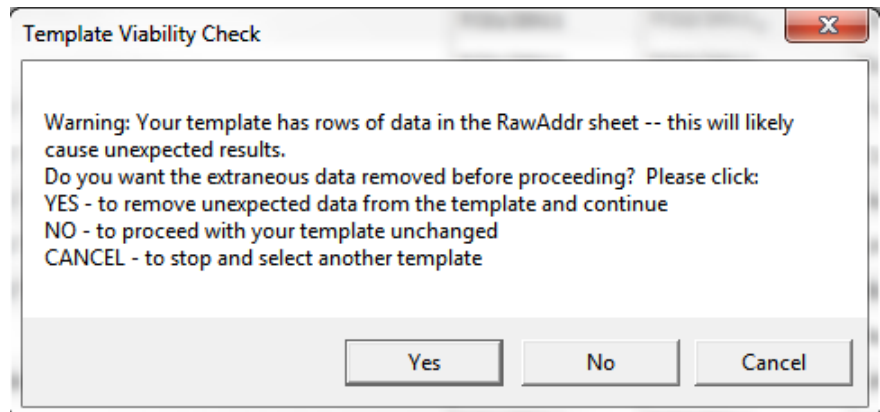 Template Viability Check
Warning: Your template has rows of data in the RawAddr sheet -- this will likely
cause unexpected results.
Do you want the extraneous data removed before proceeding?  Please click:
YES - to remove unexpected data from the template and continue
NO - to proceed with your template unchanged
CANCEL - to stop and select another template
Yes No Cancel